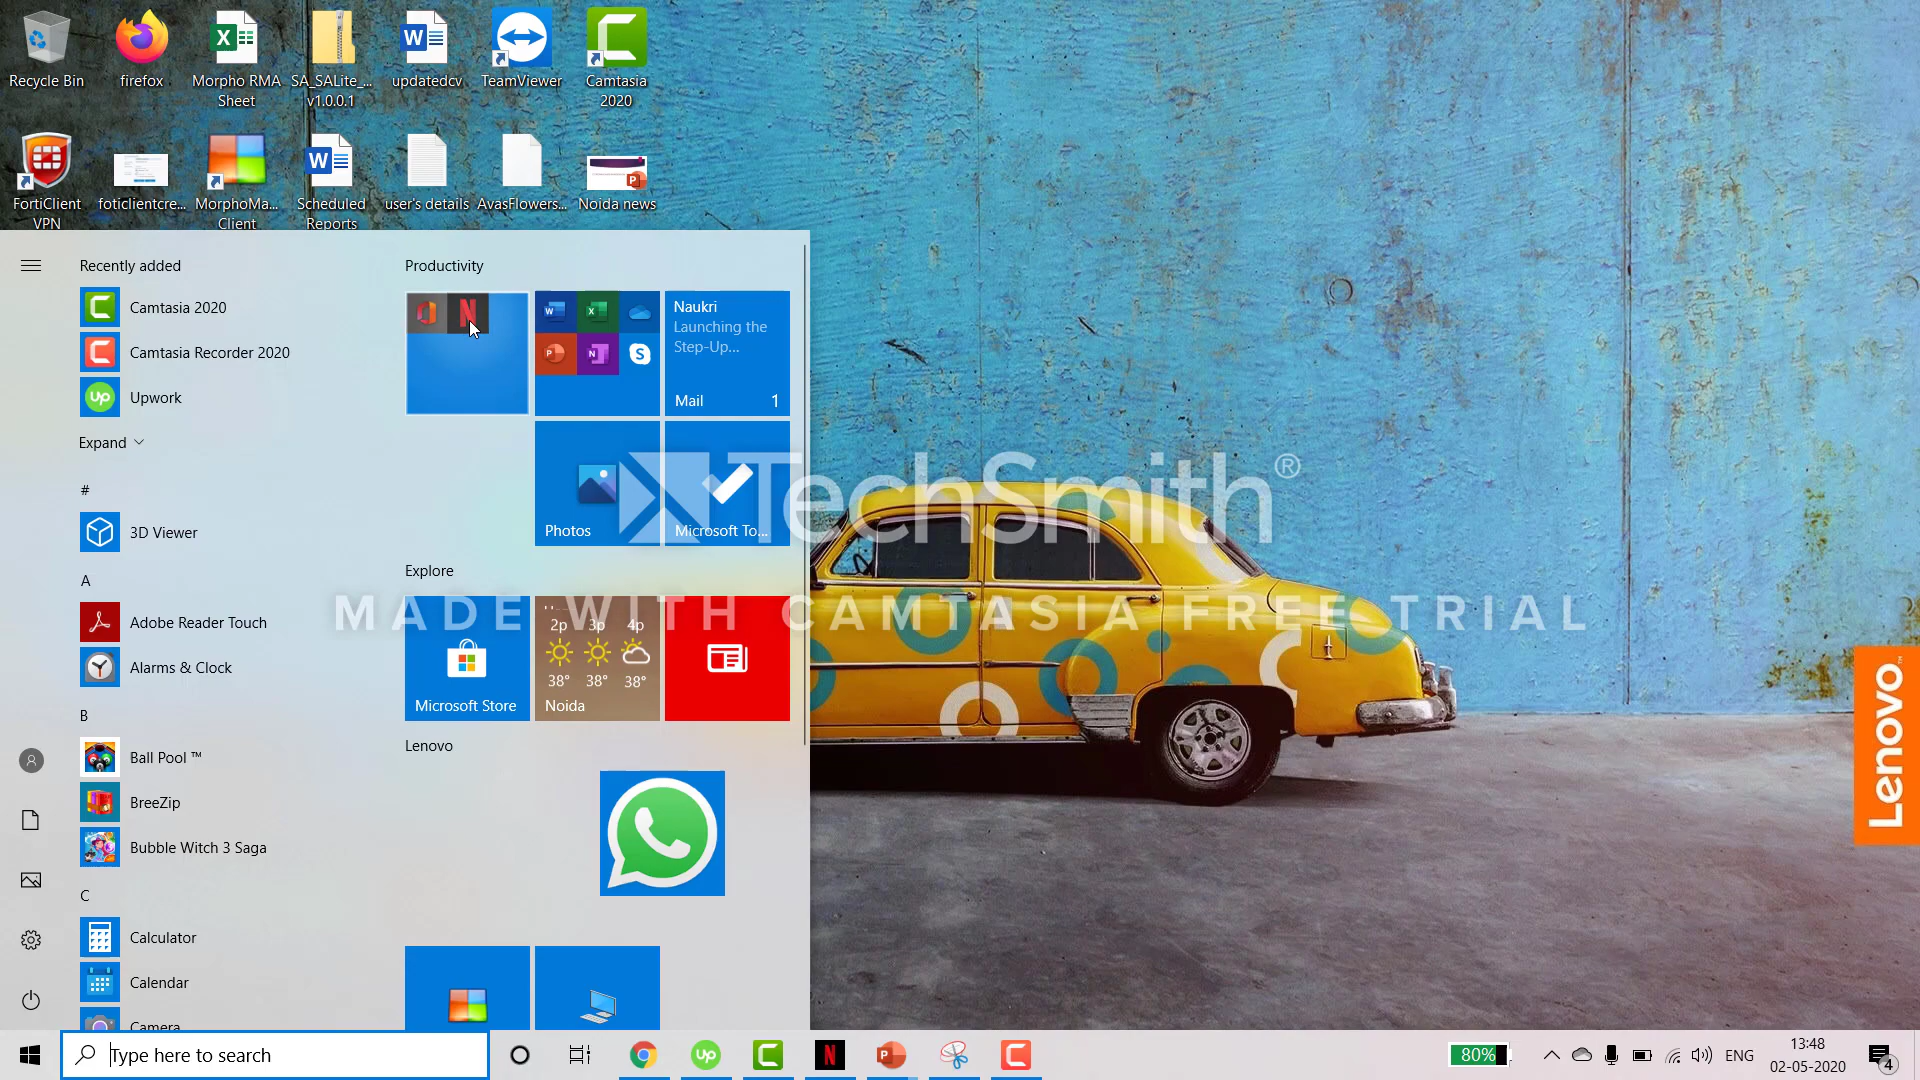 Recycle Bin
firefox
Morpho RMA
Sheet
SA_SALite_...
v1.0.0.1
updatedcv
TeamViewer
Camtasia
2020
FortiClient
VPN
foticlientcre...
MorphoMa...
Client
Scheduled
Reports
user's details
AvasFlowers...
Noida news
Recently added
Camtasia 2020
Camtasia Recorder 2020
Upwork
Expand
#
3D Viewer
A
Adobe Reader Touch
Alarms & Clock
B
Ball Pool ™
BreeZip
Bubble Witch 3 Saga
C
Calculator
Calendar
Camera
Productivity
Naukri
Launching the
Step-Up...
Mail 1
Photos
Microsoft To...
Explore
Microsoft Store
2p 3p 4p
38° 38° 38°
Noida
Lenovo
TechSmith®
MADE WITH CAMTASIA FREE TRIAL
Lenovo™
Type here to search
80%
ENG
13:48
02-05-2020
4